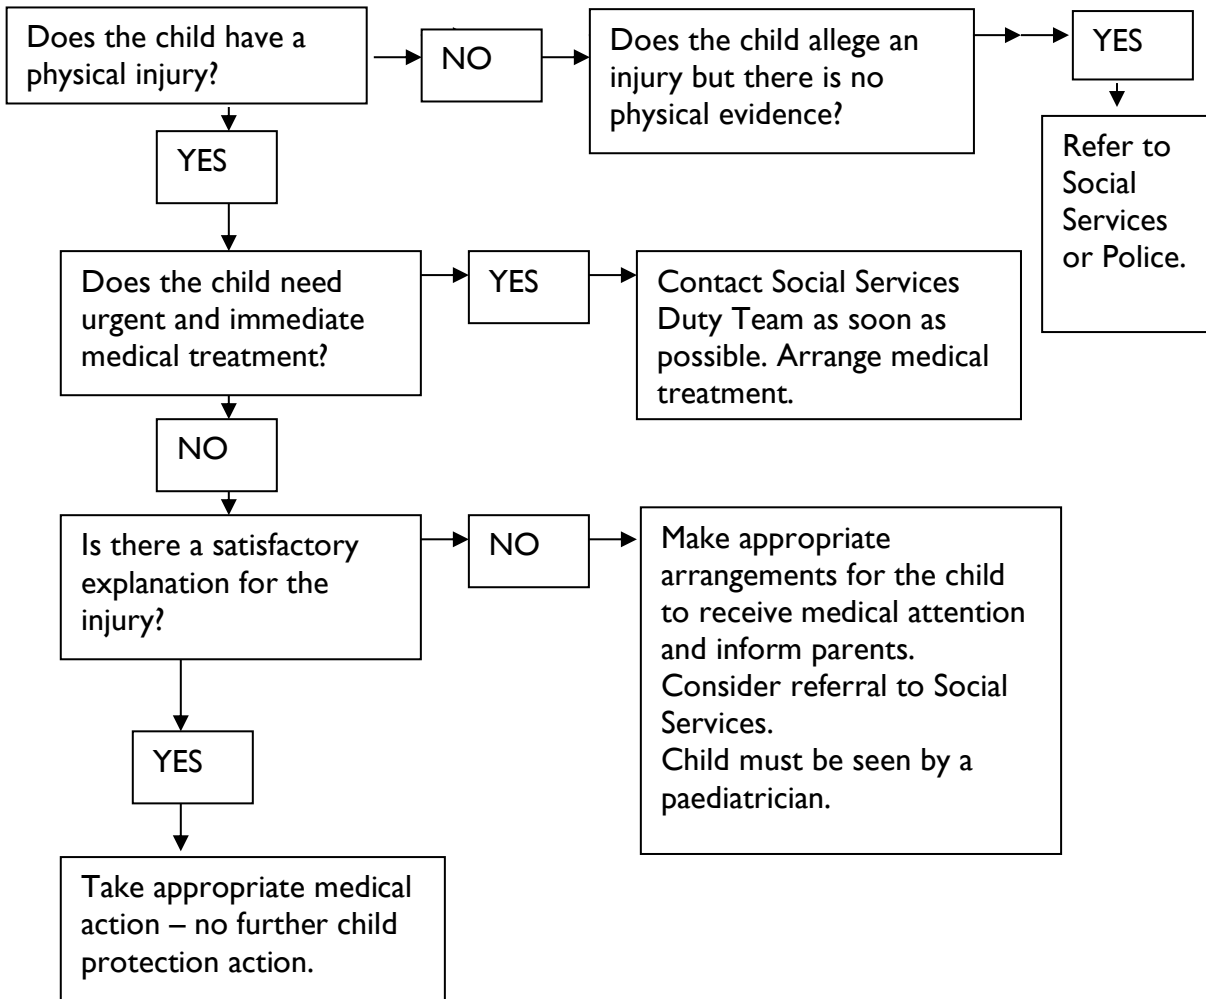 Does the child have a
physical injury?
NO
Does the child allege an
injury but there is no
physical evidence?
YES
Refer to
Social
Services
or Police.
YES
Does the child need
urgent and immediate
medical treatment?
YES
Contact Social Services
Duty Team as soon as
possible. Arrange medical
treatment.
NO
Is there a satisfactory
explanation for the
injury?
NO
Make appropriate
arrangements for the child
to receive medical attention
and inform parents.
Consider referral to Social
Services.
Child must be seen by a
paediatrician.
YES
Take appropriate medical
action – no further child
protection action.